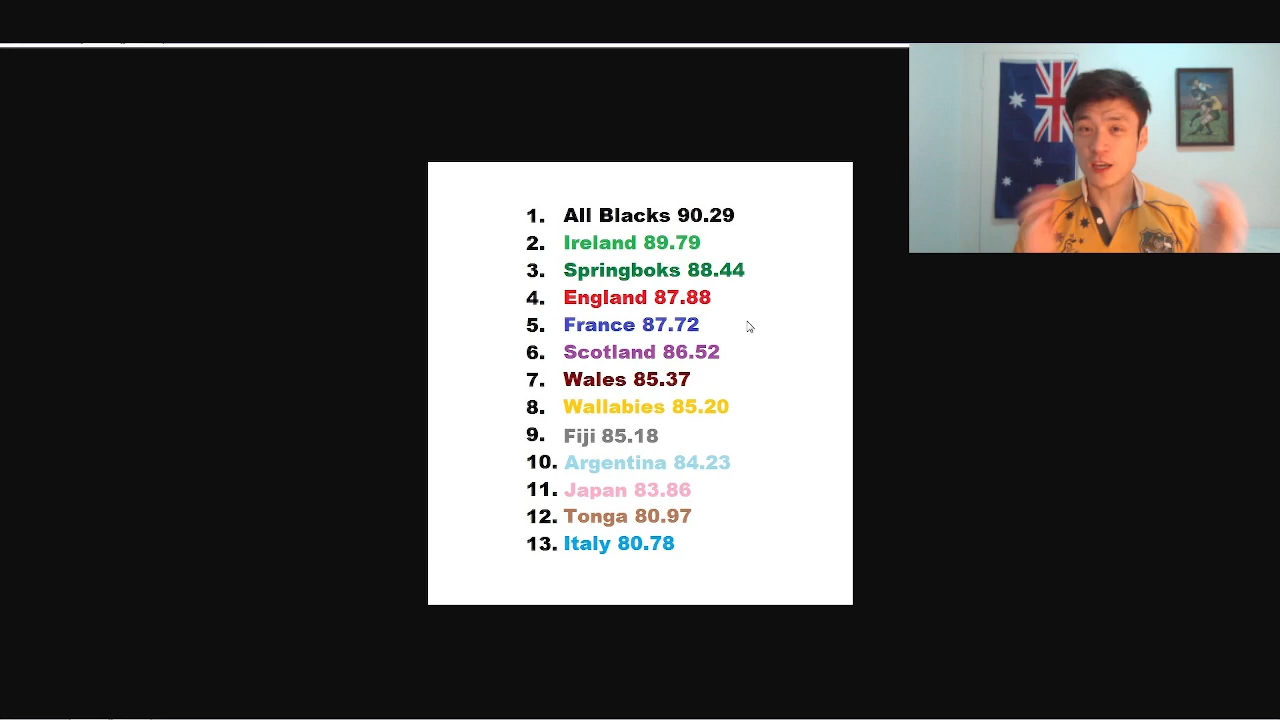 1. All Blacks 90.29
2. Ireland 89.79
3. Springboks 88.44
4. England 87.88
5. France 87.72
6. Scotland 86.52
7. Wales 85.37
8. Wallabies 85.20
9. Fiji 85.18
10. Argentina 84.23
11. Japan 83.86
12. Tonga 80.97
13. Italy 80.78